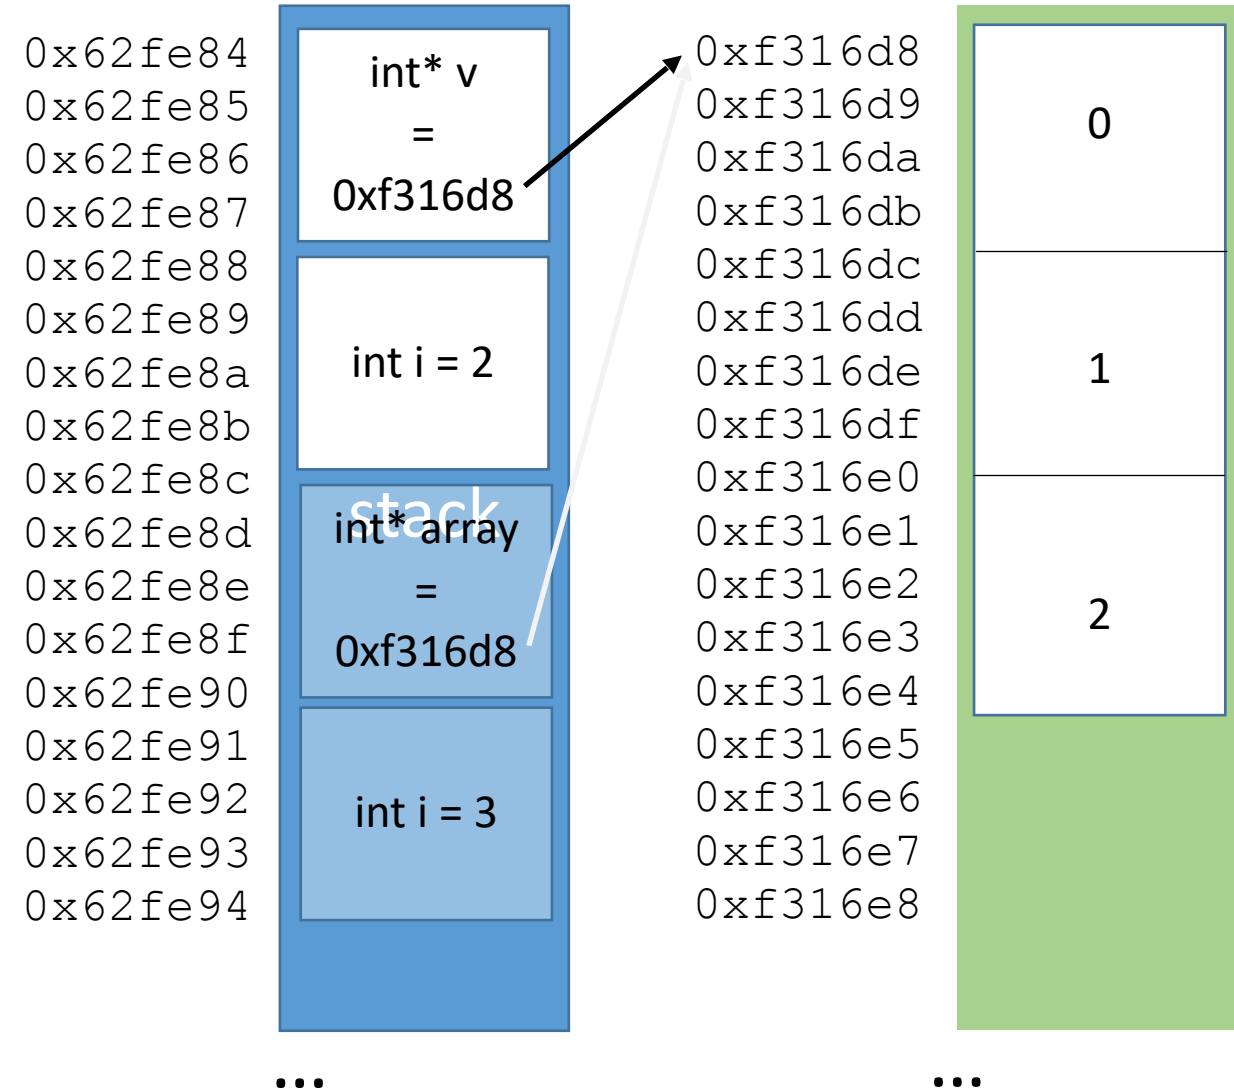 0x62fe84
0x62fe85
0x62fe86
0x62fe87
0x62fe88
0x62fe89
0x62fe8a
0x62fe8b
0x62fe8c
0x62fe8d
0x62fe8e
0x62fe8f
0x62fe90
0x62fe91
0x62fe92
0x62fe93
0x62fe94
int* v
=
0xf316d8
int i = 2
stack
int* array
=
0xf316d8
int i = 3
...
0xf316d8
0xf316d9
0xf316da
0xf316db
0xf316dc
0xf316dd
0xf316de
0xf316df
0xf316e0
0xf316e1
0xf316e2
0xf316e3
0xf316e4
0xf316e5
0xf316e6
0xf316e7
0xf316e8
0
1
2
...